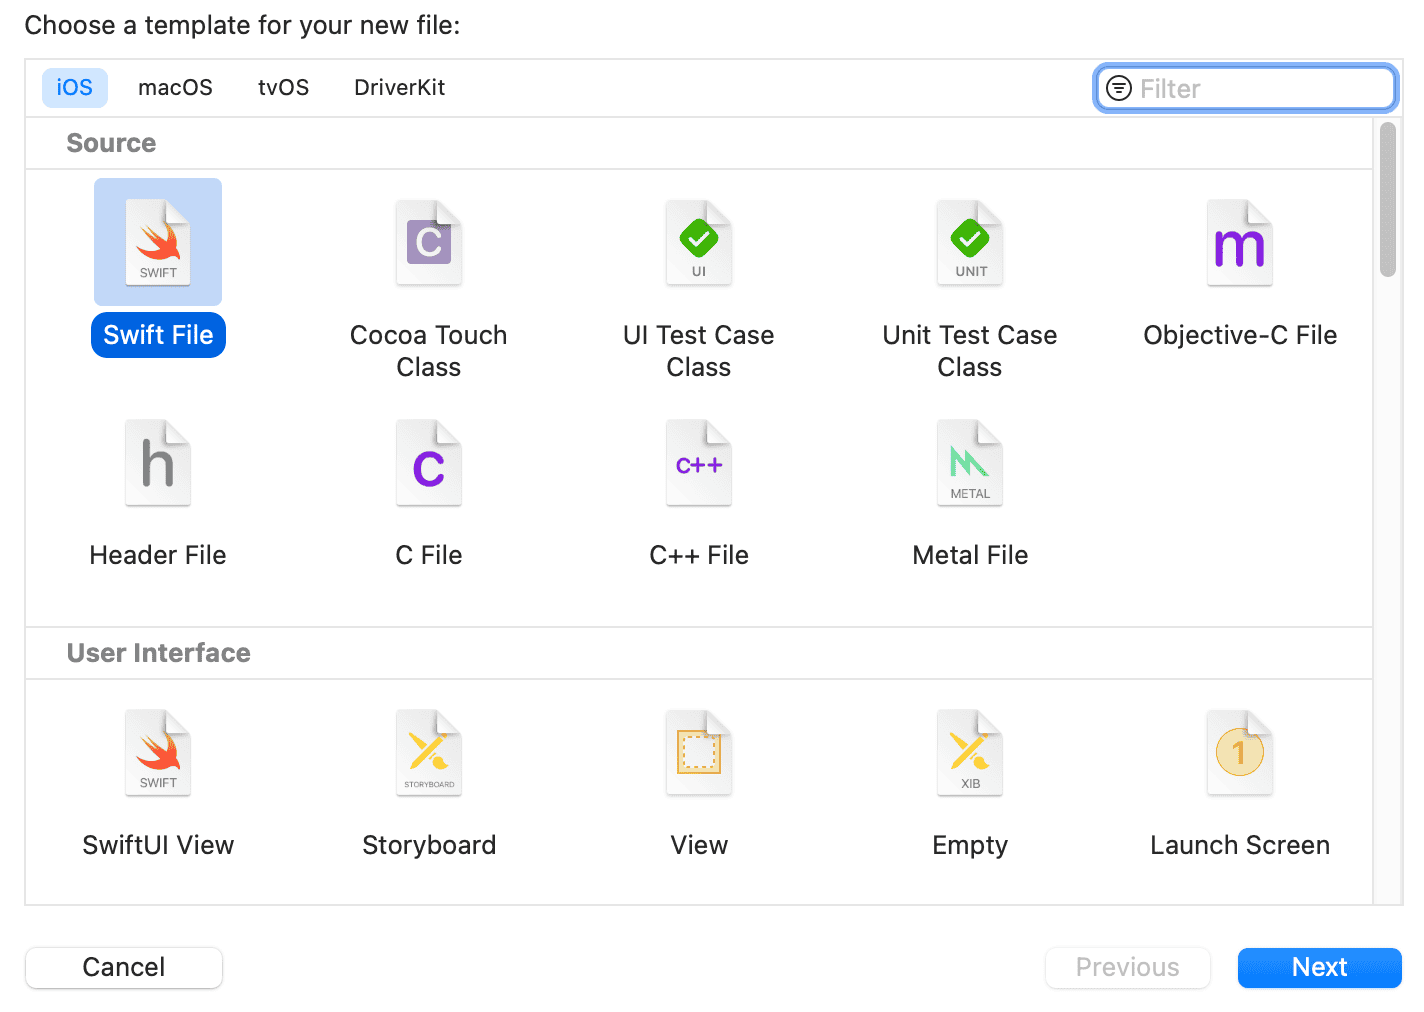 Choose a template for your new file:
iOS macOS tvOS DriverKit Filter
Source
SWIFT C UI UNIT m
Swift File Cocoa Touch Class UI Test Case Class Unit Test Case Class Objective-C File
h C C++ METAL
Header File C File C++ File Metal File
User Interface
SWIFT STORYBOARD XIB 1
SwiftUI View Storyboard View Empty Launch Screen
Cancel Previous Next